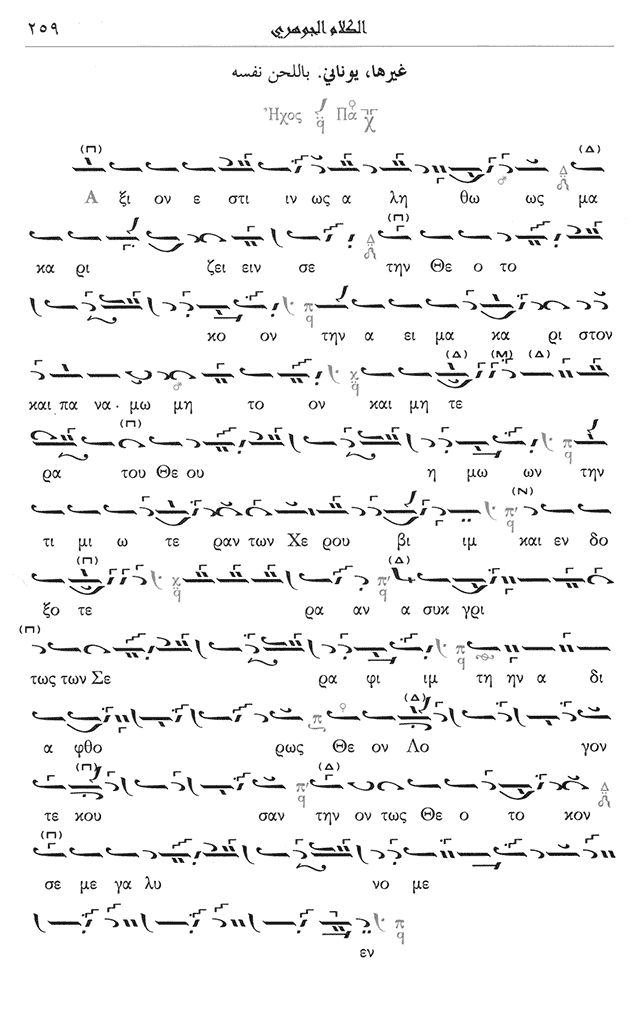 الكلام الجوهري ٢٥٩
غيرها، يوناني. باللحن نفسه
Ἦχος Πα
Α ξι ον ε στι ιν ως α λη θω ως μα
κα ρι ζει ειν σε την Θε ο το
κο ον την α ει μα κα ρι στον
και πα να μω μη το ον και μη τε
ρα του Θε ου η μω ων την
τι μι ω τε ραν των Χε ρου βι ιμ και εν δο
ξο τε ρα αν α συκ γρι
τως των Σε ρα φι ιμ τη ην α δι
α φθο ρως Θε ον Λο γον
τε κου σαν την ον τως Θε ο το κον
σε με γα λυ νο με
εν